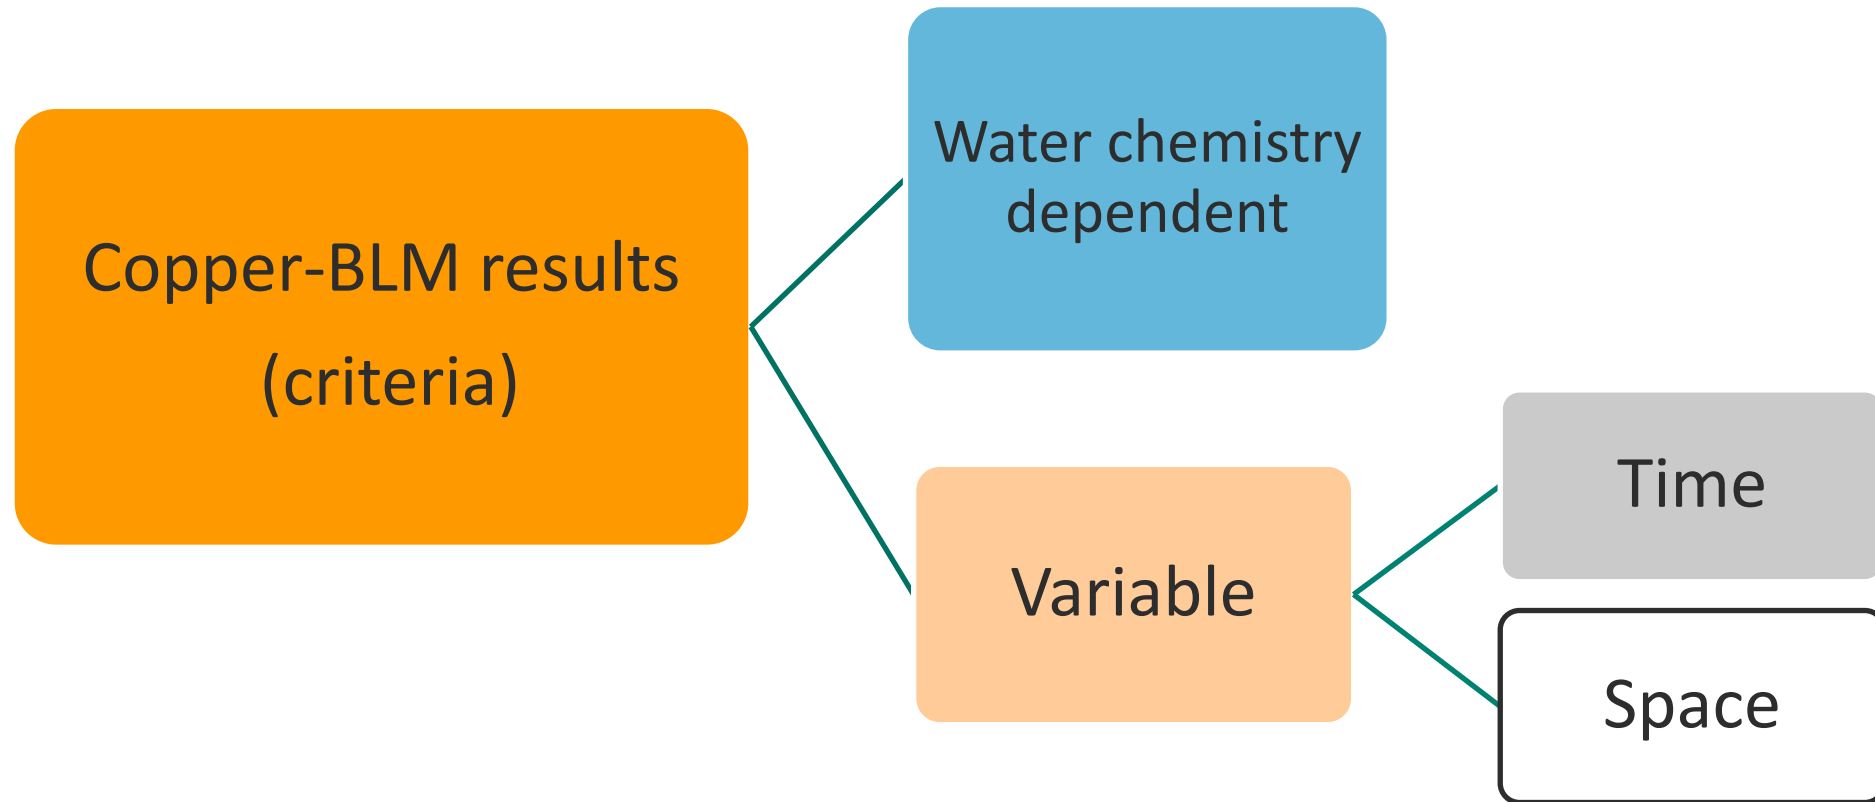 Copper-BLM results
(criteria)
Water chemistry
dependent
Variable
Time
Space